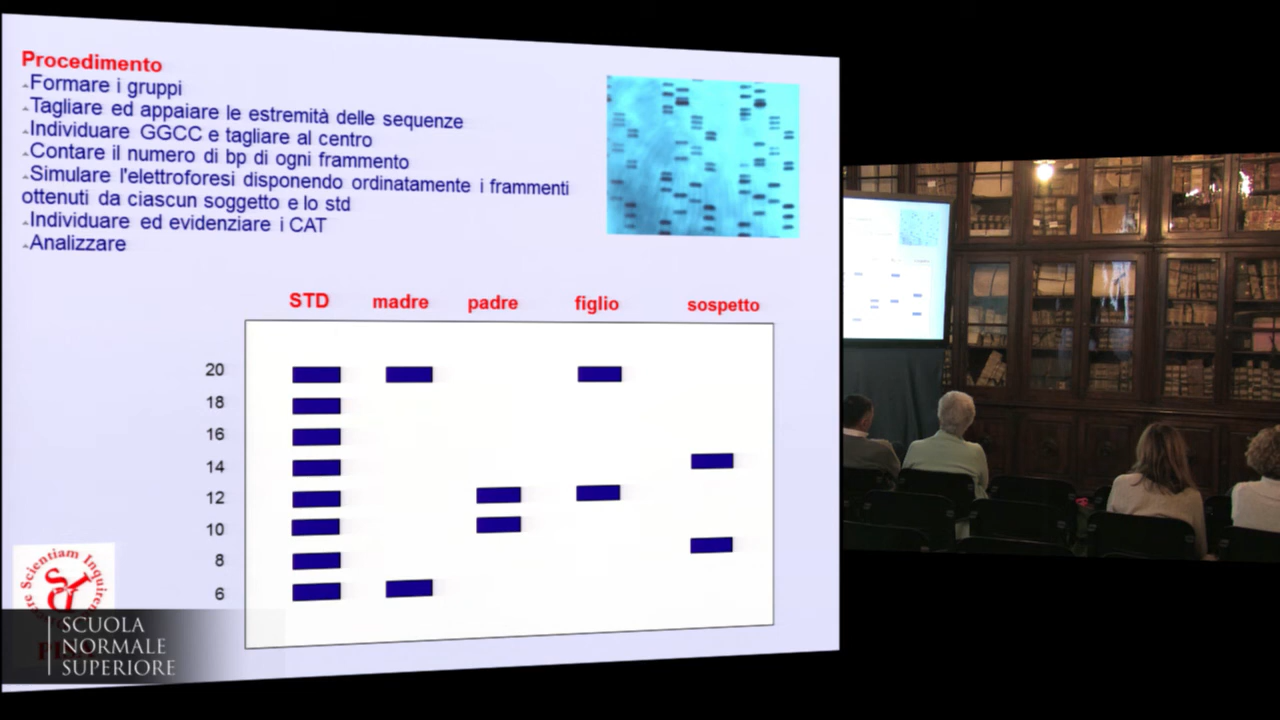 Procedimento
Formare i gruppi
Tagliare ed appaiare le estremità delle sequenze
Individuare GGCC e tagliare al centro
Contare il numero di bp di ogni frammento
Simulare l'elettroforesi disponendo ordinatamente i frammenti
ottenuti da ciascun soggetto e lo std
Individuare ed evidenziare i CAT
Analizzare
STD madre padre figlio sospetto
20
18
16
14
12
10
8
6
Scientiam Inquirere
SCUOLA
NORMALE
SUPERIORE